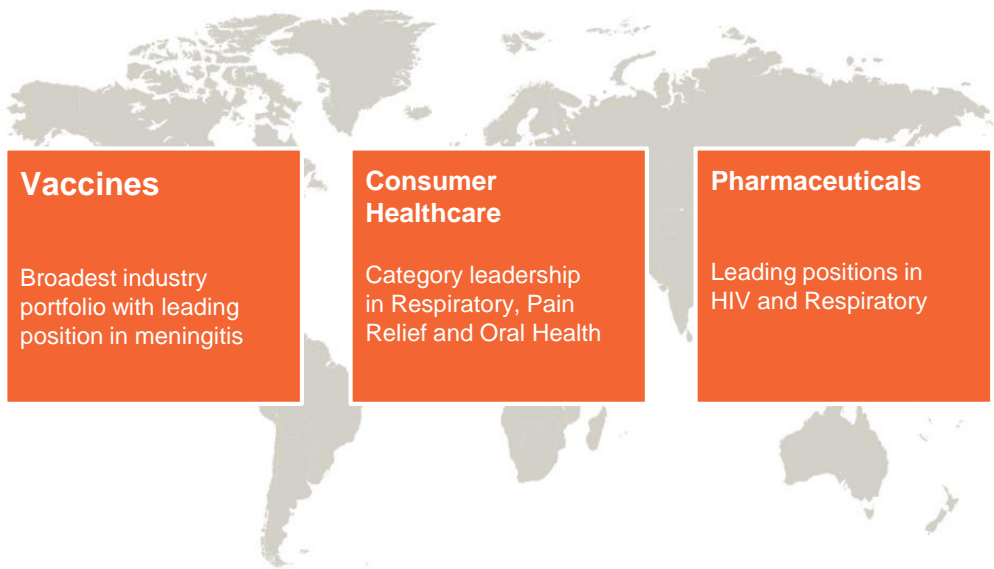 Vaccines
Broadest industry
portfolio with leading
position in meningitis
Consumer
Healthcare
Category leadership
in Respiratory, Pain
Relief and Oral Health
Pharmaceuticals
Leading positions in
HIV and Respiratory